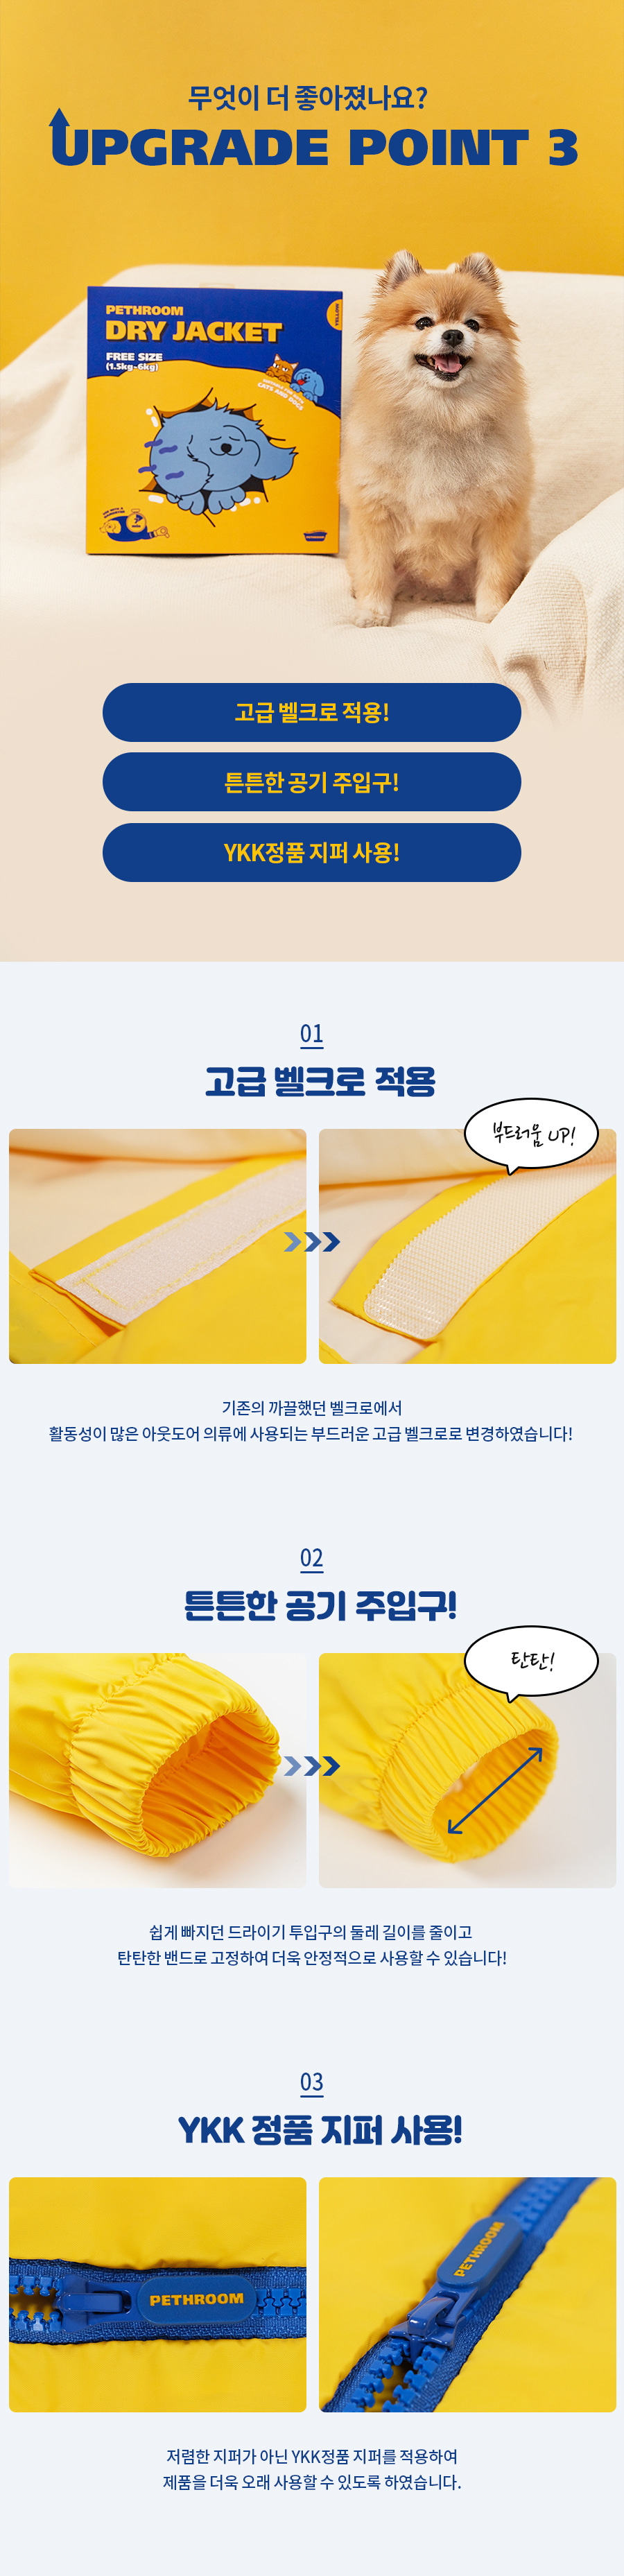 무엇이 더 좋아졌나요?
UPGRADE POINT 3
PETHROOM
DRY JACKET
FREE SIZE
(1.5kg~6kg)
YELLOW
CATS AND DOGS
고급 벨크로 적용!
튼튼한 공기 주입구!
YKK정품 지퍼 사용!
01
고급 벨크로 적용
부드러움 UP!
기존의 까끌했던 벨크로에서
활동성이 많은 아웃도어 의류에 사용되는 부드러운 고급 벨크로로 변경하였습니다!
02
튼튼한 공기 주입구!
탄탄!
쉽게 빠지던 드라이기 투입구의 둘레 길이를 줄이고
탄탄한 밴드로 고정하여 더욱 안정적으로 사용할 수 있습니다!
03
YKK 정품 지퍼 사용!
PETHROOM
PETHROOM
저렴한 지퍼가 아닌 YKK정품 지퍼를 적용하여
제품을 더욱 오래 사용할 수 있도록 하였습니다.